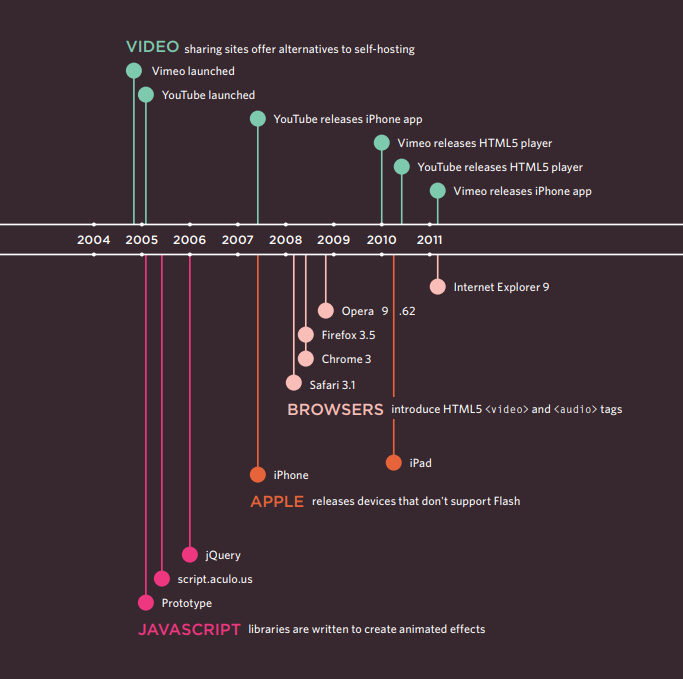 VIDEO sharing sites offer alternatives to self-hosting
Vimeo launched
YouTube launched
YouTube releases iPhone app
Vimeo releases HTML5 player
YouTube releases HTML5 player
Vimeo releases iPhone app
2004 2005 2006 2007 2008 2009 2010 2011
Internet Explorer 9
Opera 9 .62
Firefox 3.5
Chrome 3
Safari 3.1
BROWSERS introduce HTML5 <video> and <audio> tags
iPad
iPhone
APPLE releases devices that don't support Flash
jQuery
script.aculo.us
Prototype
JAVASCRIPT libraries are written to create animated effects